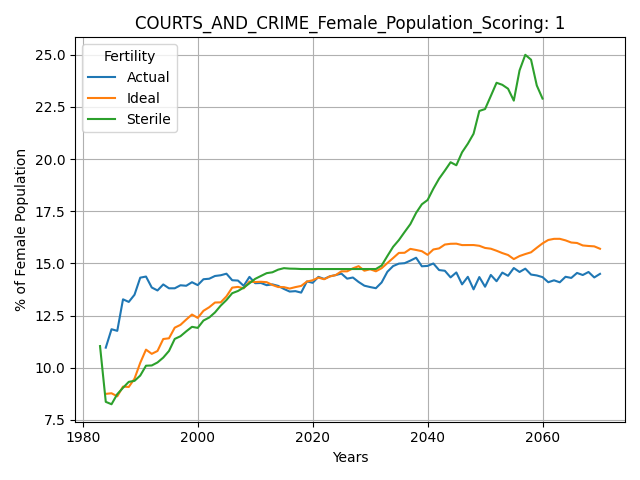 COURTS_AND_CRIME_Female_Population_Scoring: 1
Fertility
Actual
Ideal
Sterile
% of Female Population
25.0
22.5
20.0
17.5
15.0
12.5
10.0
7.5
1980
2000
2020
2040
2060
Years